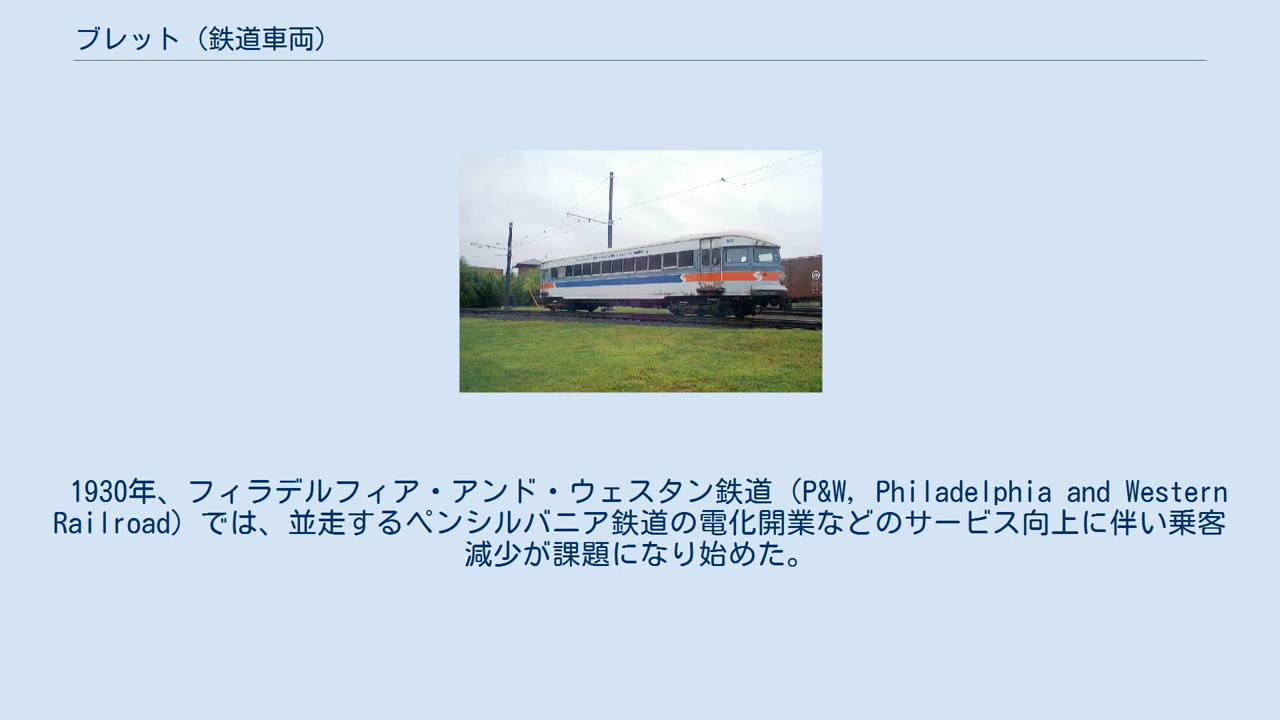 ブレット（鉄道車両）
1930年、フィラデルフィア・アンド・ウェスタン鉄道（P&W, Philadelphia and Western
Railroad）では、並走するペンシルバニア鉄道の電化開業などのサービス向上に伴い乗客
減少が課題になり始めた。